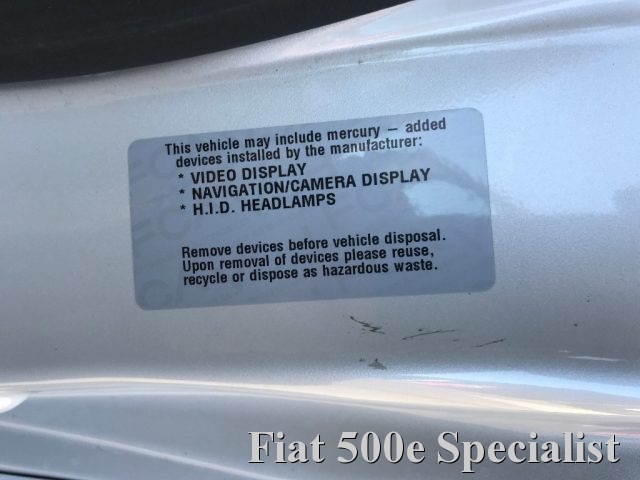 This vehicle may include mercury – added
devices installed by the manufacturer:
* VIDEO DISPLAY
* NAVIGATION/CAMERA DISPLAY
* H.I.D. HEADLAMPS
Remove devices before vehicle disposal.
Upon removal of devices please reuse,
recycle or dispose as hazardous waste.
Fiat 500e Specialist